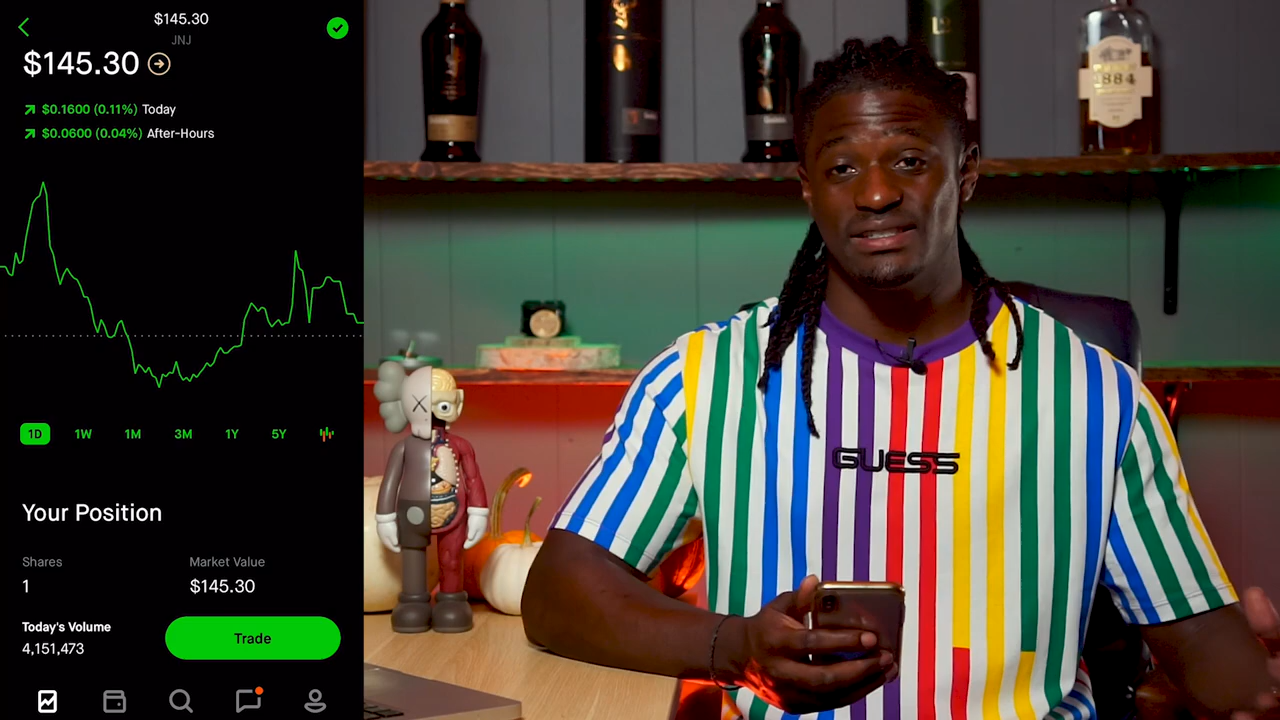 $145.30
JNJ
$145.30
$0.1600 (0.11%) Today
$0.0600 (0.04%) After-Hours
1D 1W 1M 3M 1Y 5Y
Your Position
Shares Market Value
1 $145.30
Today's Volume
4,151,473
Trade
1884
GUESS